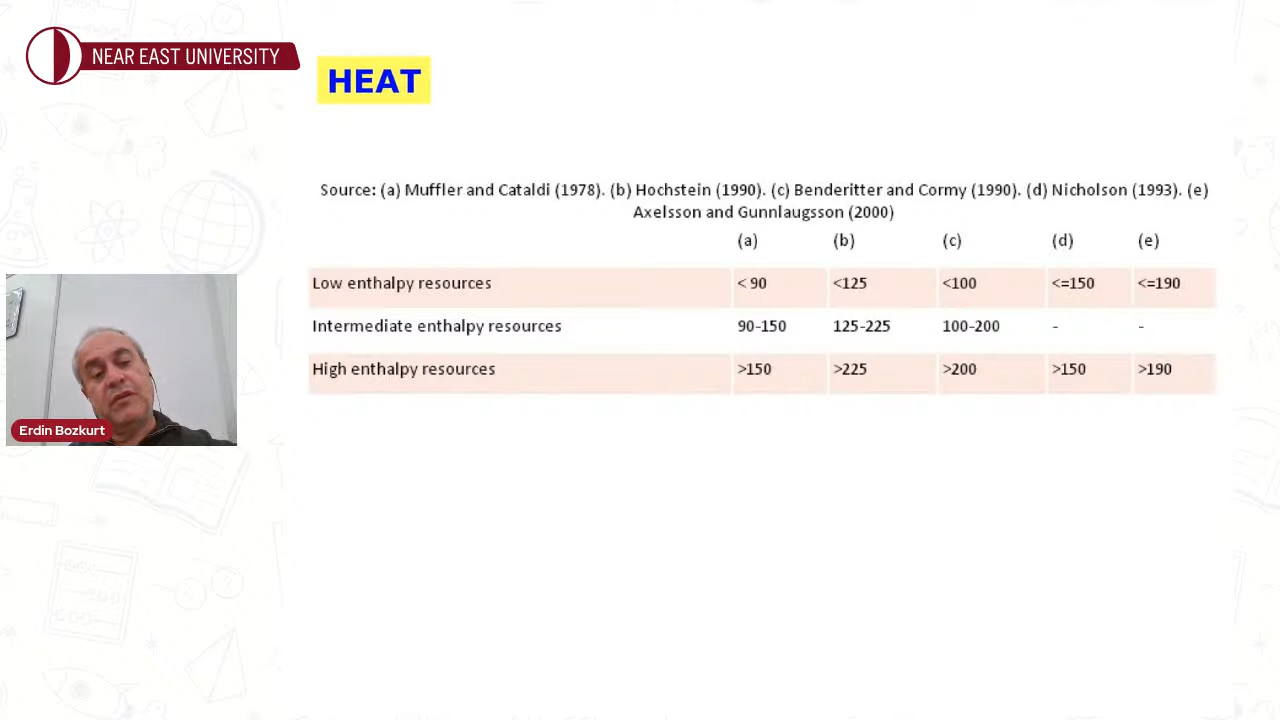 NEAR EAST UNIVERSITY
HEAT
Source: (a) Muffler and Cataldi (1978). (b) Hochstein (1990). (c) Benderitter and Cormy (1990). (d) Nicholson (1993). (e)
Axelsson and Gunnlaugsson (2000)
(a) (b) (c) (d) (e)
Low enthalpy resources < 90 <125 <100 <=150 <=190
Intermediate enthalpy resources 90-150 125-225 100-200 - -
High enthalpy resources >150 >225 >200 >150 >190
Erdin Bozkurt